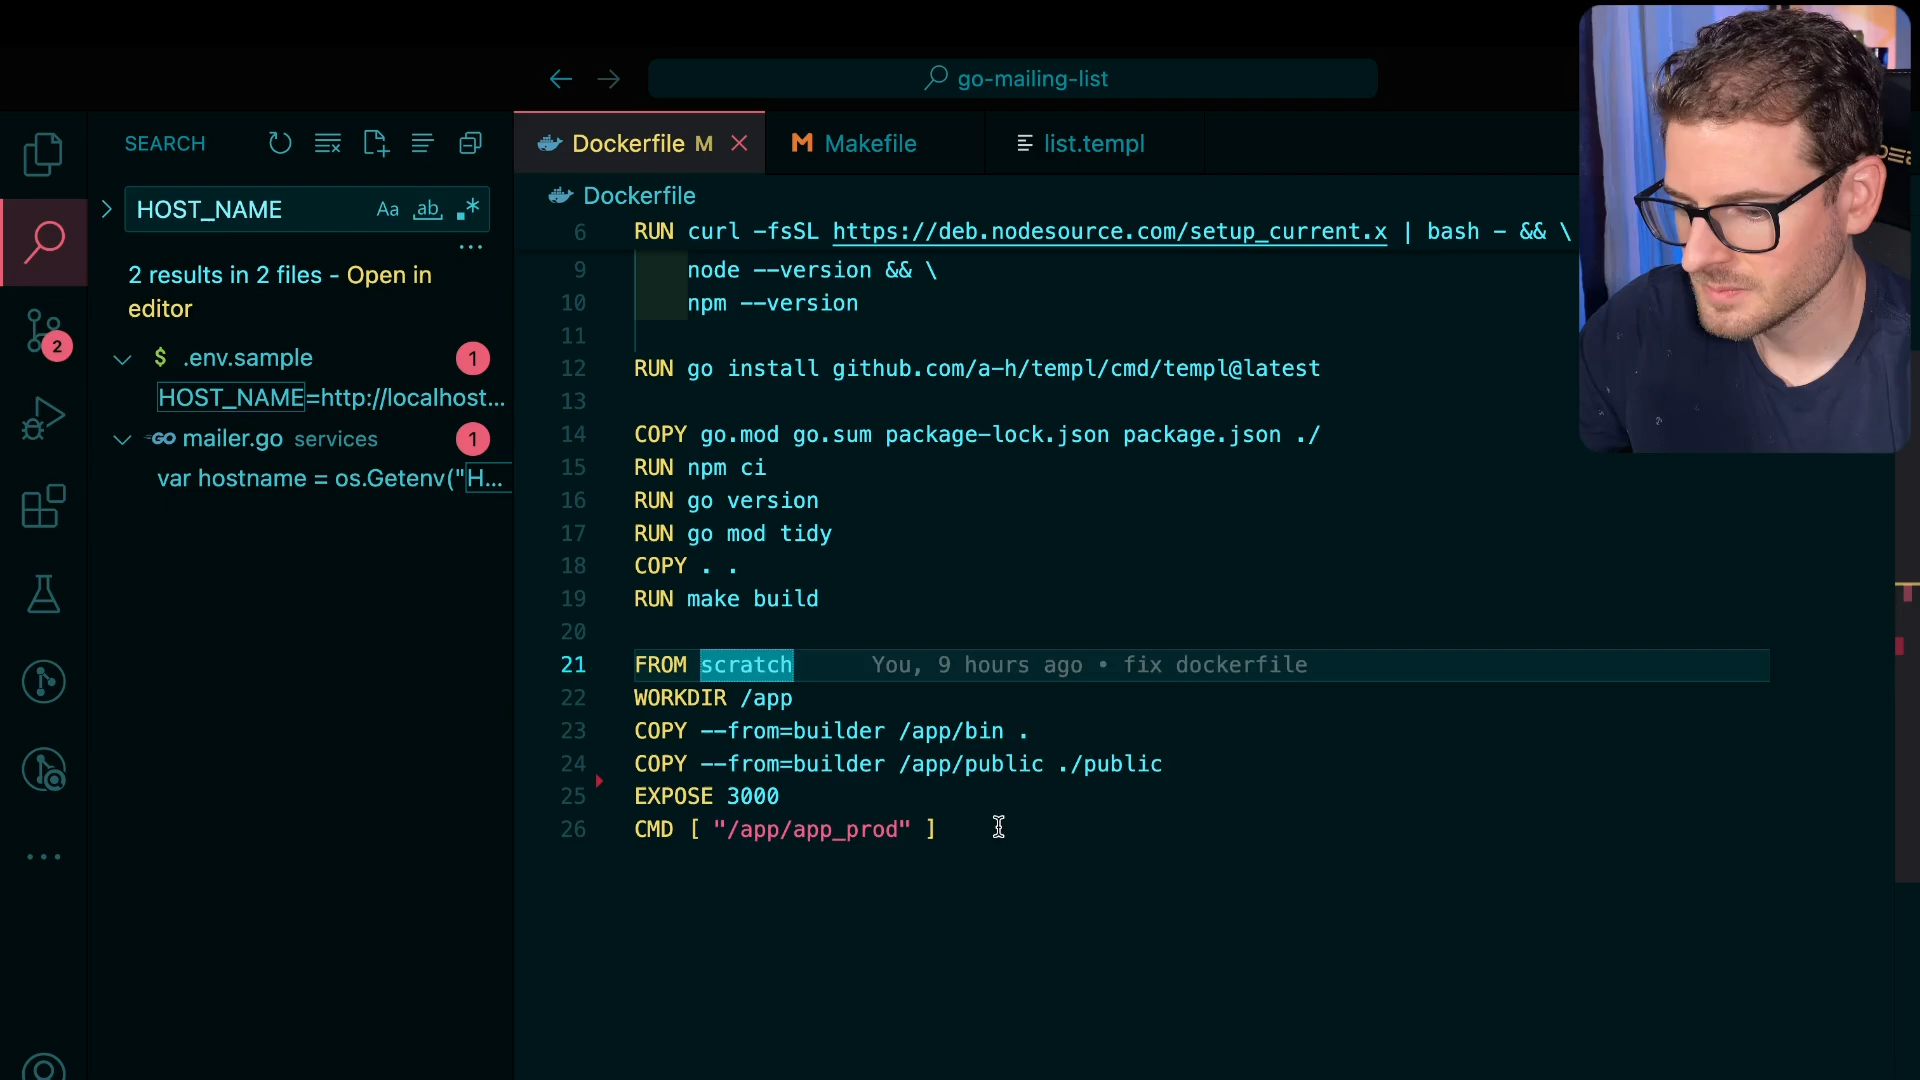 go-mailing-list
SEARCH
HOST_NAME
Aa
ab
2 results in 2 files - Open in
editor
$ .env.sample 1
HOST_NAME=http://localhost...
GO mailer.go services 1
var hostname = os.Getenv("H...
2
Dockerfile M
M Makefile
list.templ
Dockerfile
6 RUN curl -fsSL https://deb.nodesource.com/setup_current.x | bash - && \
9 node --version && \
10 npm --version
11
12 RUN go install github.com/a-h/templ/cmd/templ@latest
13
14 COPY go.mod go.sum package-lock.json package.json ./
15 RUN npm ci
16 RUN go version
17 RUN go mod tidy
18 COPY . .
19 RUN make build
20
21 FROM scratch You, 9 hours ago • fix dockerfile
22 WORKDIR /app
23 COPY --from=builder /app/bin .
24 COPY --from=builder /app/public ./public
25 EXPOSE 3000
26 CMD [ "/app/app_prod" ]